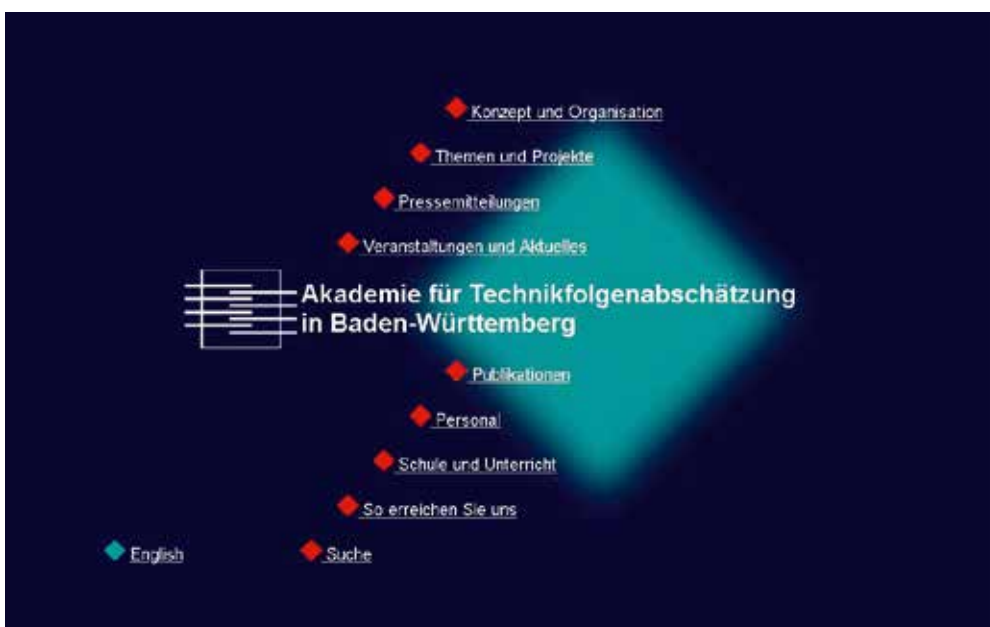 Konzept und Organisation
Themen und Projekte
Pressemitteilungen
Veranstaltungen und Aktuelles
Akademie für Technikfolgenabschätzung
in Baden-Württemberg
Publikationen
Personal
Schule und Unterricht
So erreichen Sie uns
English
Suche